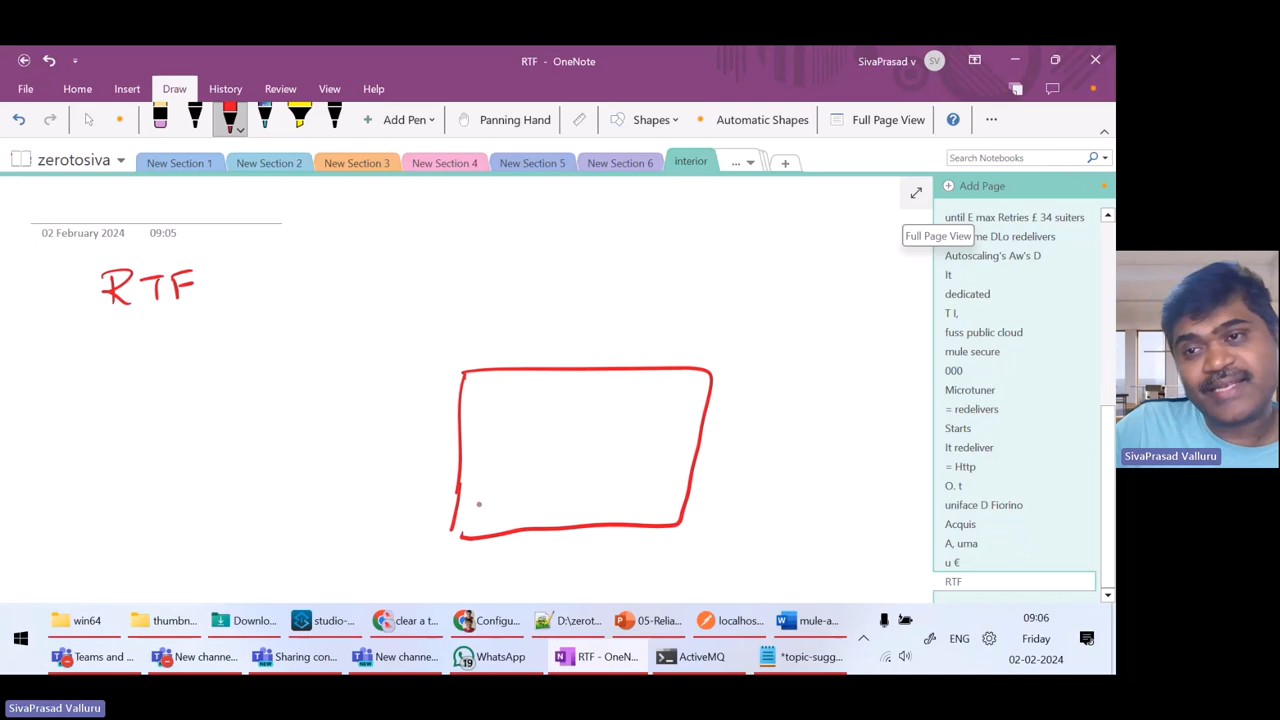 RTF - OneNote
SivaPrasad v
SV
File
Home
Insert
Draw
History
Review
View
Help
Add Pen
Panning Hand
Shapes
Automatic Shapes
Full Page View
zerotosiva
New Section 1
New Section 2
New Section 3
New Section 4
New Section 5
New Section 6
interior
...
Search Notebooks
Add Page
Full Page View
02 February 2024
09:05
RTF
until E max Retries £ 34 suiters
me DLo redelivers
Autoscaling's Aw's D
It
dedicated
T I,
fuss public cloud
mule secure
000
Microtuner
= redelivers
Starts
It redeliver
= Http
O. t
uniface D Fiorino
Acquis
A, uma
u €
RTF
SivaPrasad Valluru
win64
thumbn...
Downlo...
studio-...
clear a t...
Configu...
D:\zerot...
05-Relia...
localhos...
mule-a...
ENG
09:06
Friday
02-02-2024
Teams and ...
New channe...
Sharing con...
New channe...
19
WhatsApp
RTF - OneN...
ActiveMQ
*topic-sugg...
SivaPrasad Valluru